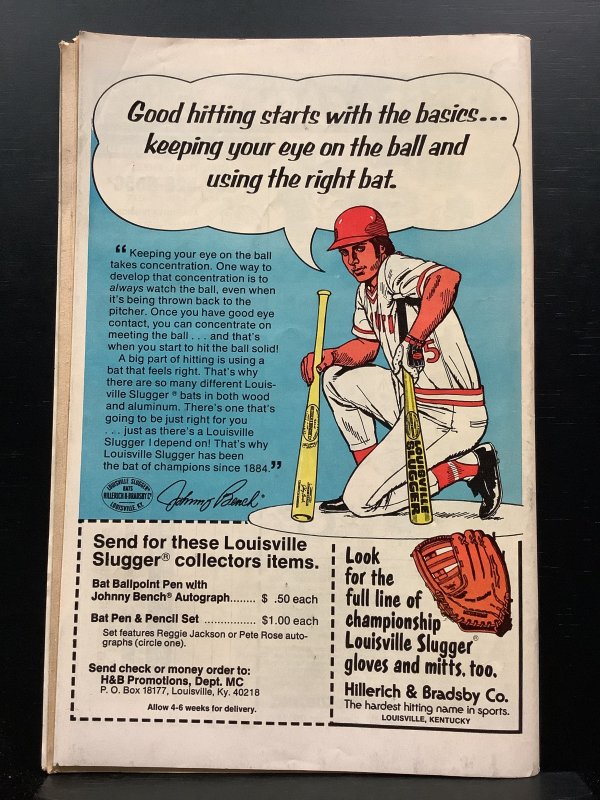 Good hitting starts with the basics...
keeping your eye on the ball and
using the right bat.
“ Keeping your eye on the ball
takes concentration. One way to
develop that concentration is to
always watch the ball, even when
it's being thrown back to the
pitcher. Once you have good eye
contact, you can concentrate on
meeting the ball . . . and that's
when you start to hit the ball solid!
A big part of hitting is using a
bat that feels right. That's why
there are so many different Louis-
ville Slugger® bats in both wood
and aluminum. There's one that's
going to be just right for you
. . . just as there's a Louisville
Slugger I depend on! That's why
Louisville Slugger has been
the bat of champions since 1884.”
LOUISVILLE SLUGGER
BATS
HILLERICH & BRADSBY Co
LOUISVILLE, KY.
Johnny Bench®
5
LOUISVILLE
SLUGGER
Send for these Louisville
Slugger® collectors items.
Bat Ballpoint Pen with
Johnny Bench® Autograph....... $ .50 each
Bat Pen & Pencil Set ................ $1.00 each
Set features Reggie Jackson or Pete Rose auto-
graphs (circle one).
Send check or money order to:
H&B Promotions, Dept. MC
P. O. Box 18177, Louisville, Ky. 40218
Allow 4-6 weeks for delivery.
Look
for the
full line of
championship
Louisville Slugger®
gloves and mitts, too.
Hillerich & Bradsby Co.
The hardest hitting name in sports.
LOUISVILLE, KENTUCKY